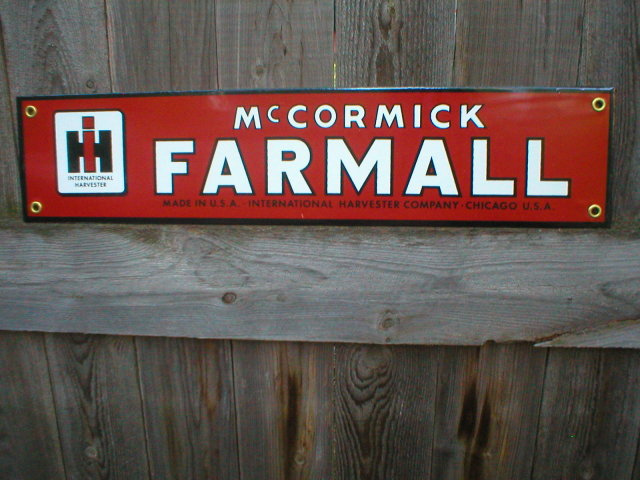 IH
INTERNATIONAL
HARVESTER
McCORMICK
FARMALL
MADE IN U.S.A. · INTERNATIONAL HARVESTER COMPANY · CHICAGO U.S.A.